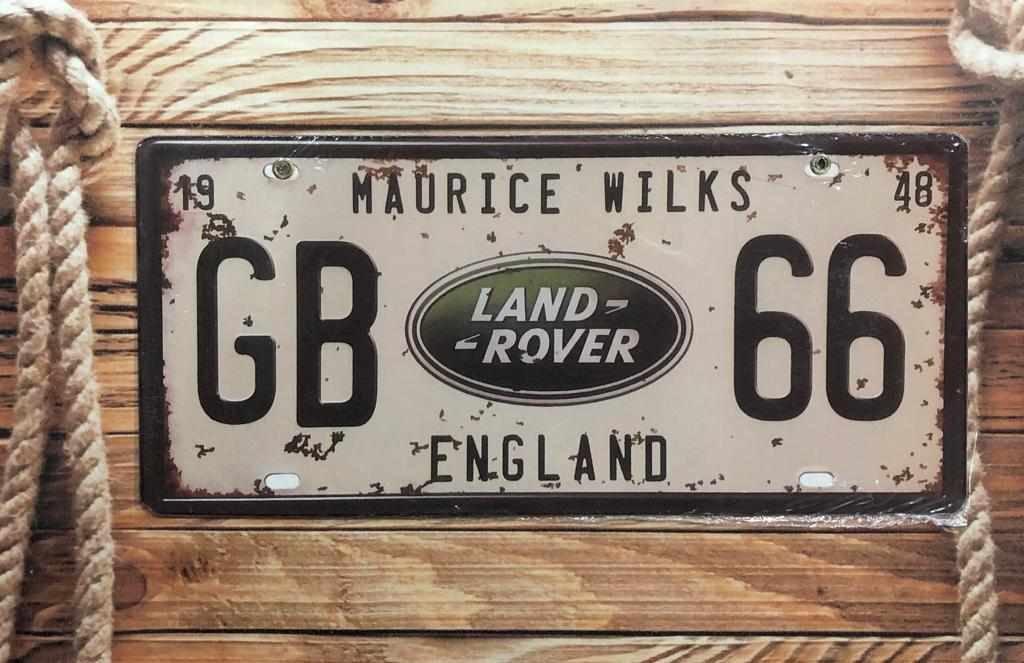 19 MAURICE WILKS 48
GB LAND-
-ROVER 66
ENGLAND